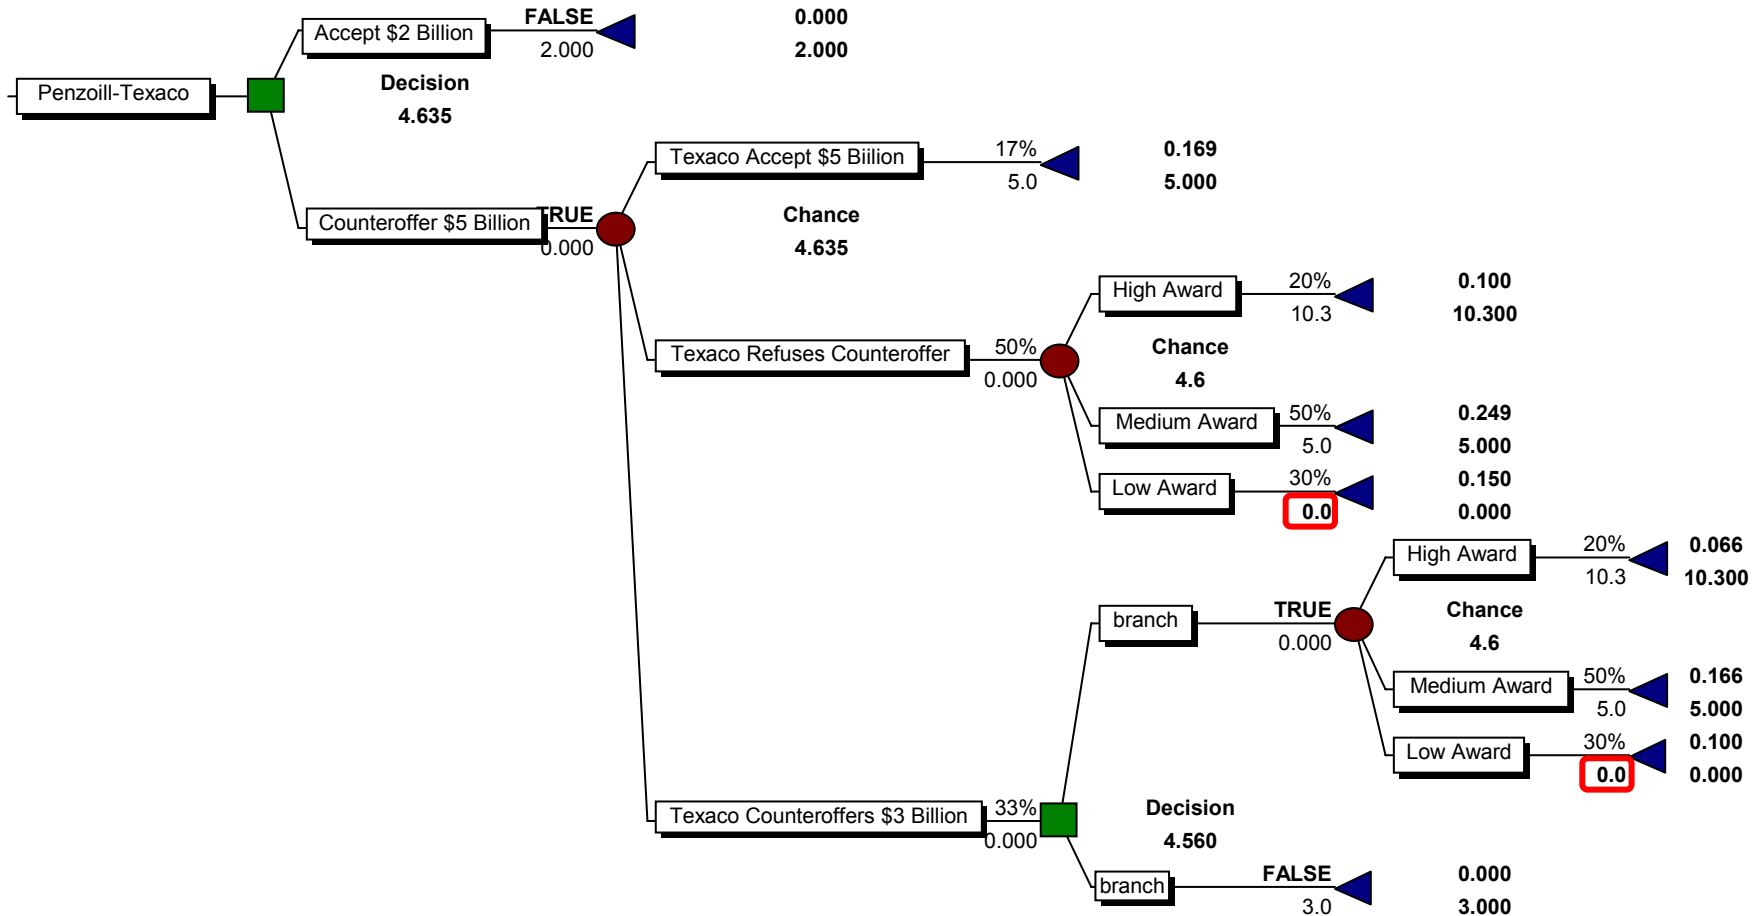 FALSE 0.000
Accept $2 Billion
2.000 2.000
Decision
Penzoill-Texaco
4.635
17% 0.169
Texaco Accept $5 Biilion
5.0 5.000
TRUE Chance
Counteroffer $5 Billion
0.000 4.635
20% 0.100
High Award
10.3 10.300
50% Chance
Texaco Refuses Counteroffer
0.000 4.6
50% 0.249
Medium Award
5.0 5.000
30% 0.150
Low Award
0.0 0.000
20% 0.066
High Award
10.3 10.300
TRUE Chance
branch
0.000 4.6
50% 0.166
Medium Award
5.0 5.000
30% 0.100
Low Award
0.0 0.000
33% Decision
Texaco Counteroffers $3 Billion
0.000 4.560
FALSE 0.000
branch
3.0 3.000